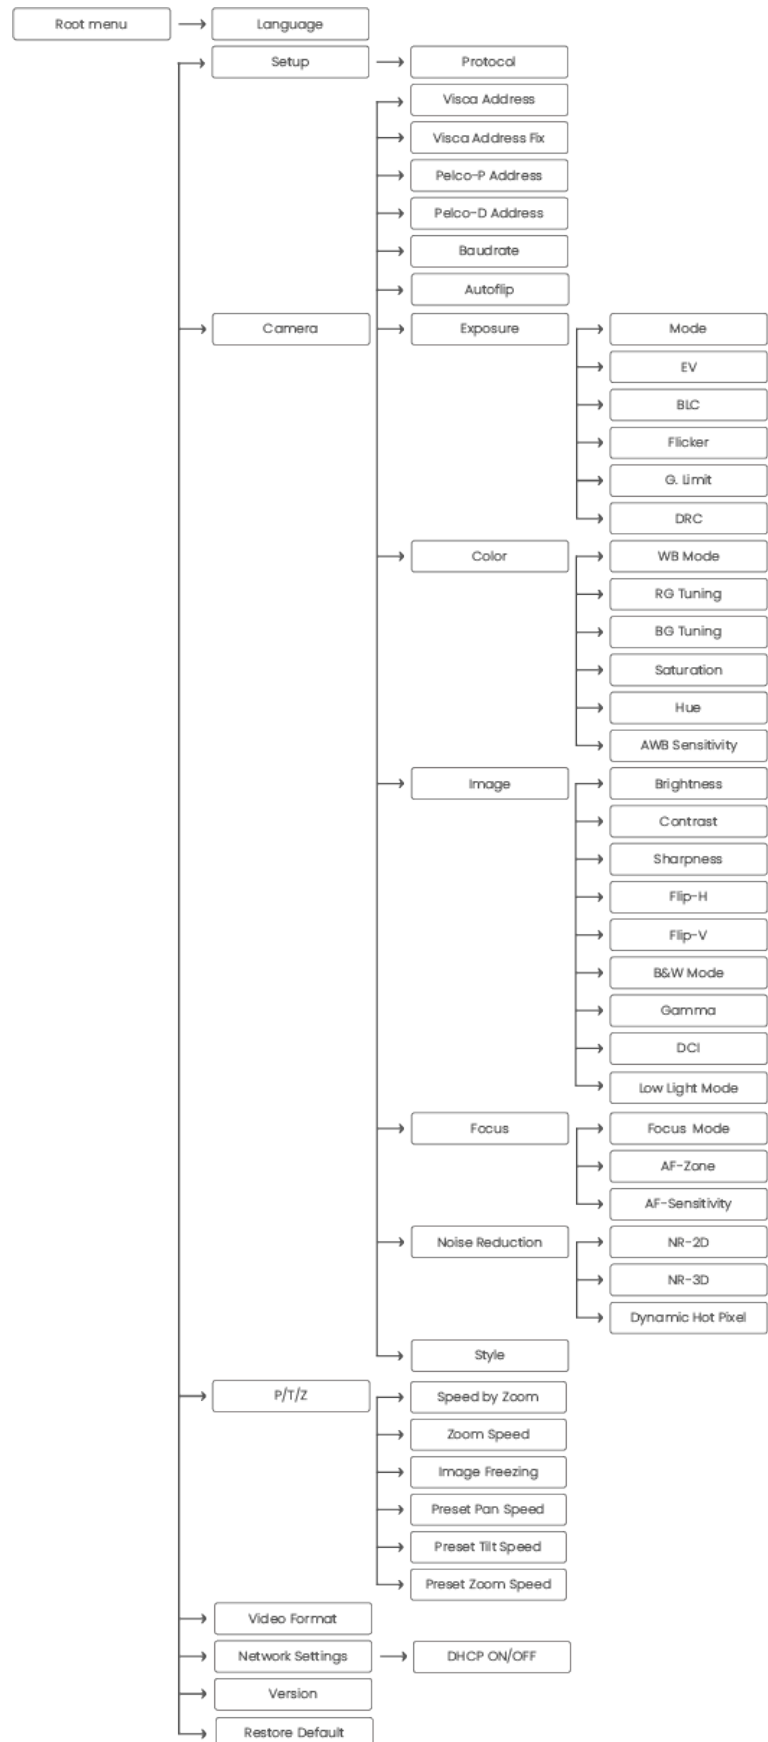 Root menu
Language
Setup
Protocol
Visca Address
Visca Address Fix
Pelco-P Address
Pelco-D Address
Baudrate
Autoflip
Camera
Exposure
Mode
EV
BLC
Flicker
G. Limit
DRC
Color
WB Mode
RG Tuning
BG Tuning
Saturation
Hue
AWB Sensitivity
Image
Brightness
Contrast
Sharpness
Flip-H
Flip-V
B&W Mode
Gamma
DCI
Low Light Mode
Focus
Focus Mode
AF-Zone
AF-Sensitivity
Noise Reduction
NR-2D
NR-3D
Dynamic Hot Pixel
Style
P/T/Z
Speed by Zoom
Zoom Speed
Image Freezing
Preset Pan Speed
Preset Tilt Speed
Preset Zoom Speed
Video Format
Network Settings
DHCP ON/OFF
Version
Restore Default